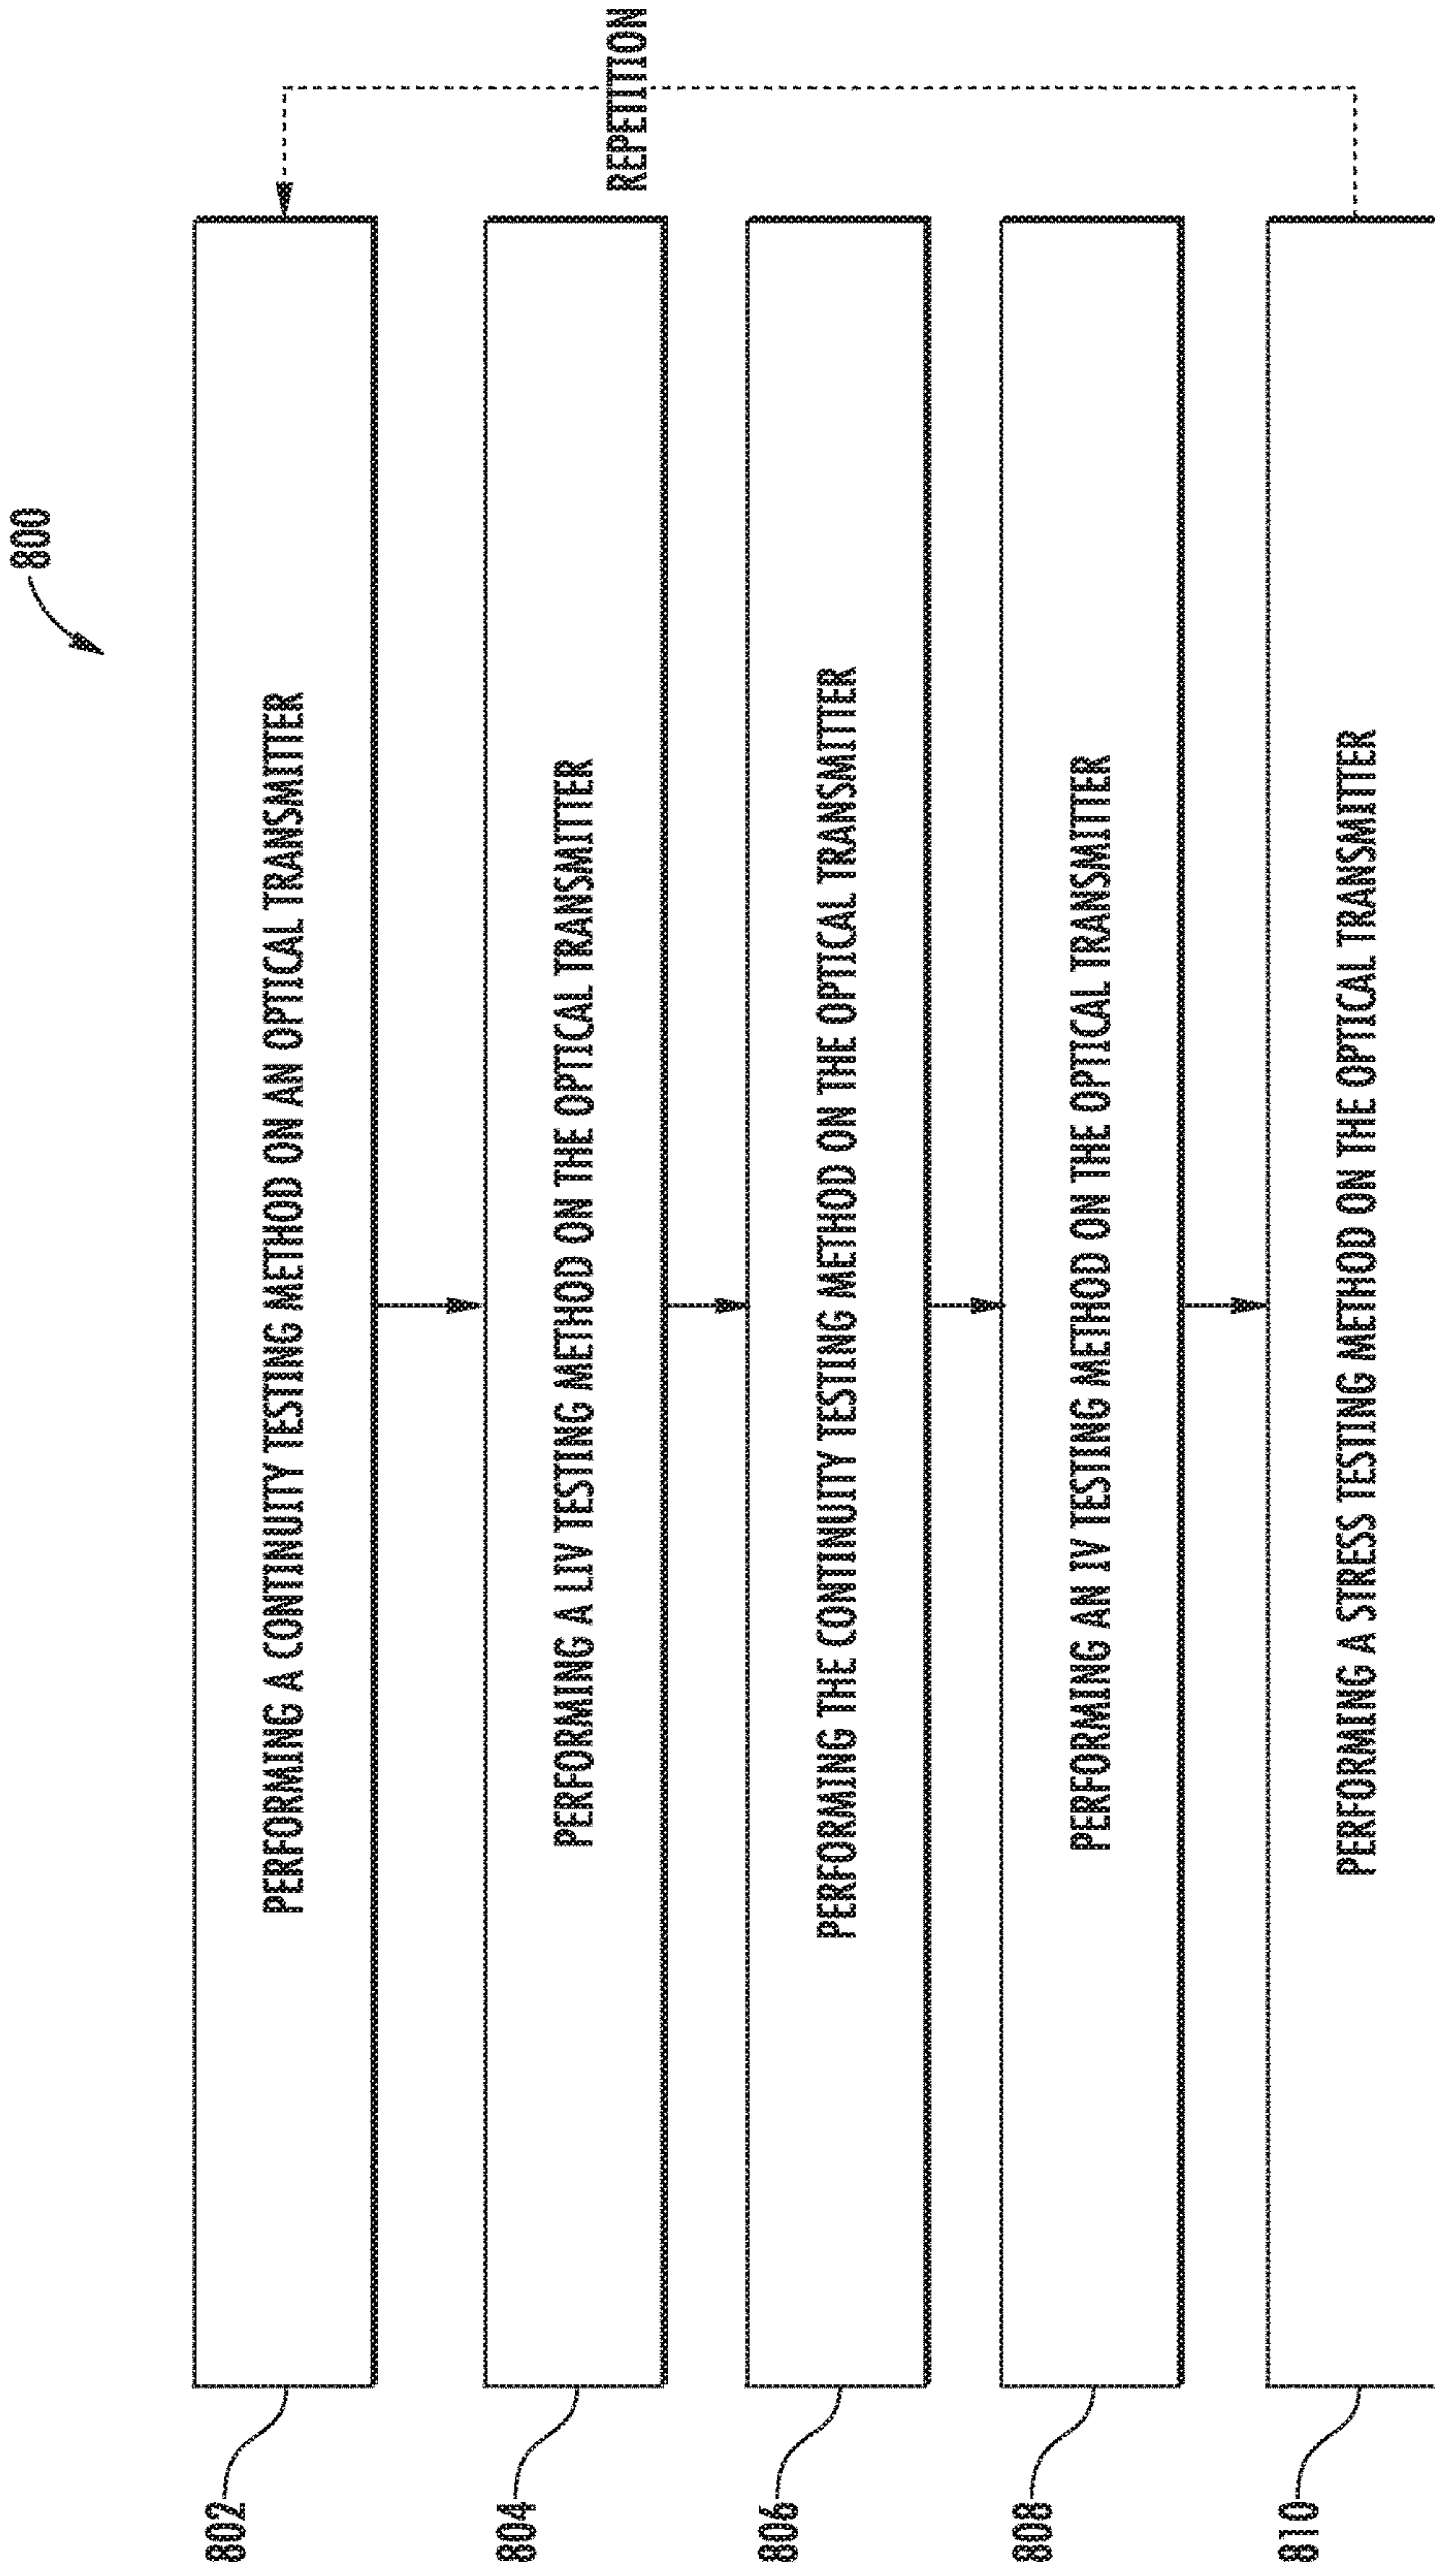 800
802
PERFORMING A CONTINUITY TESTING METHOD ON AN OPTICAL TRANSMITTER
804
PERFORMING A LIV TESTING METHOD ON THE OPTICAL TRANSMITTER
REPETITION
806
PERFORMING THE CONTINUITY TESTING METHOD ON THE OPTICAL TRANSMITTER
808
PERFORMING AN IV TESTING METHOD ON THE OPTICAL TRANSMITTER
810
PERFORMING A STRESS TESTING METHOD ON THE OPTICAL TRANSMITTER